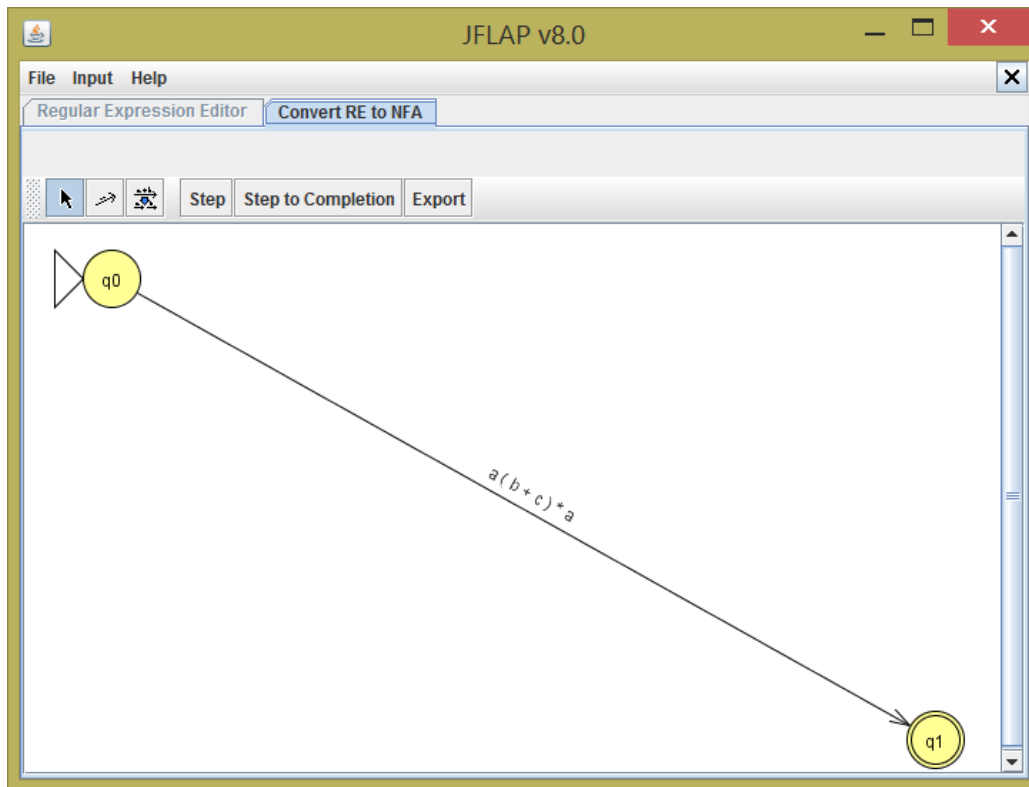 JFLAP v8.0
File Input Help
Regular Expression Editor Convert RE to NFA
Step Step to Completion Export
q0
a(b+c)*a
q1